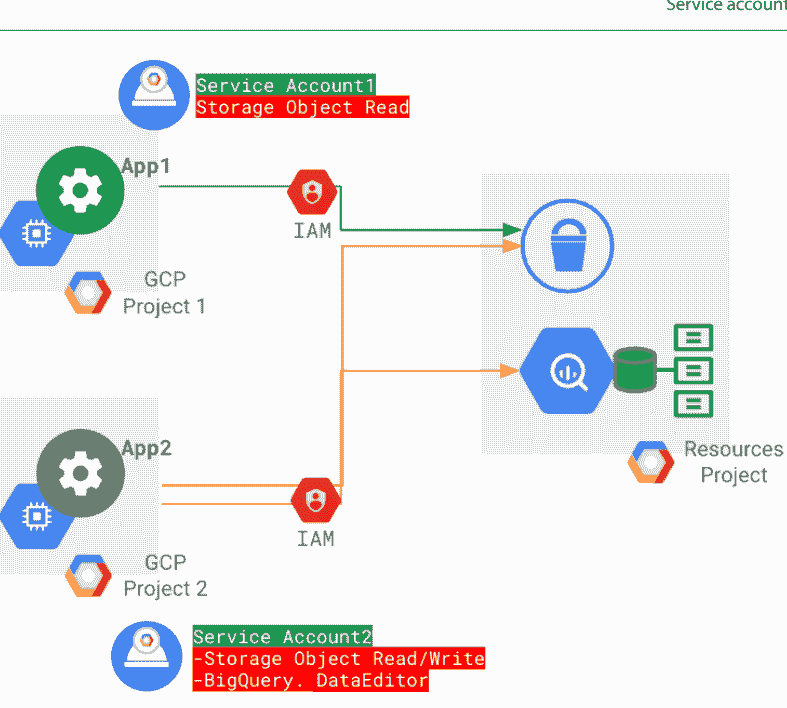 Service account
Service Account1
Storage Object Read
App1
IAM
GCP
Project 1
App2
Resources
Project
IAM
GCP
Project 2
Service Account2
-Storage Object Read/Write
-BigQuery. DataEditor